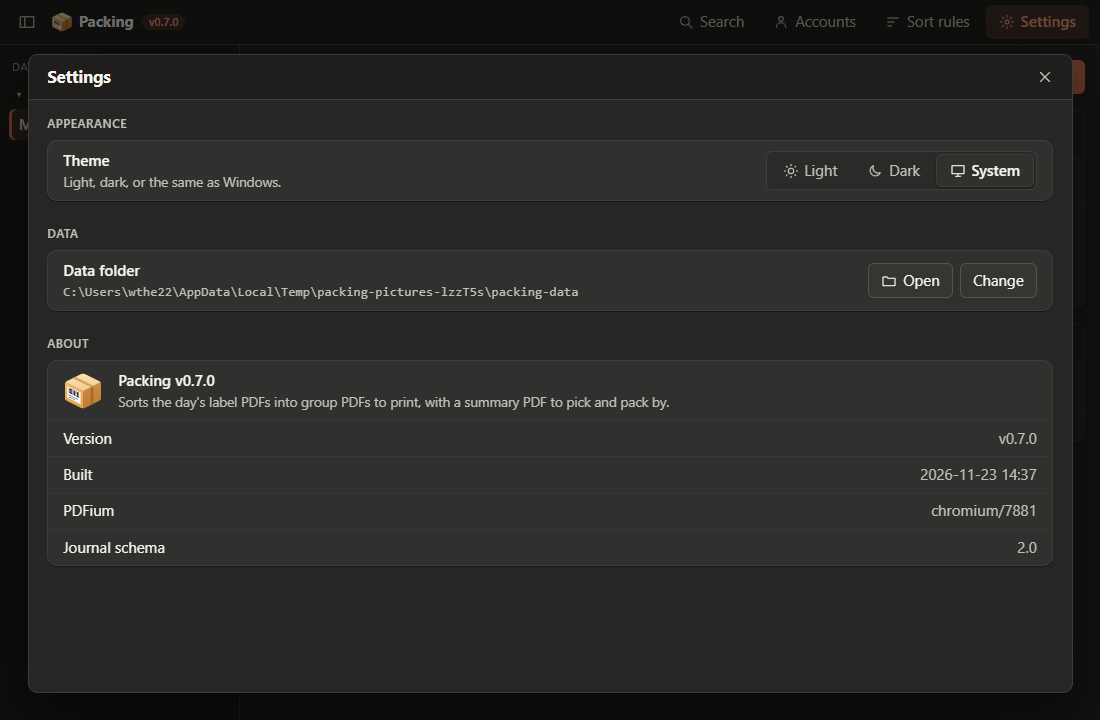 Packing v0.7.0 Search Accounts Sort rules Settings
DA
Settings
M
APPEARANCE
Theme
Light, dark, or the same as Windows.
Light Dark System
DATA
Data folder
C:\Users\wthe22\AppData\Local\Temp\packing-pictures-lzzT5s\packing-data
Open Change
ABOUT
Packing v0.7.0
Sorts the day's label PDFs into group PDFs to print, with a summary PDF to pick and pack by.
Version v0.7.0
Built 2026-11-23 14:37
PDFium chromium/7881
Journal schema 2.0